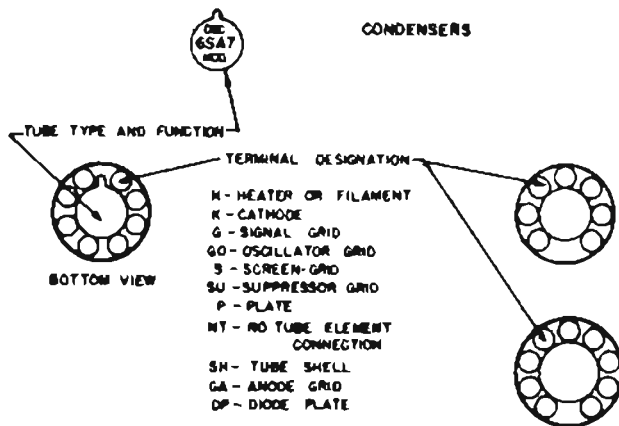 OSC
6SA7
MOD
CONDENSERS
TUBE TYPE AND FUNCTION
TERMINAL DESIGNATION
H - HEATER OR FILAMENT
K - CATHODE
G - SIGNAL GRID
GO - OSCILLATOR GRID
S - SCREEN-GRID
SU - SUPPRESSOR GRID
P - PLATE
NT - NO TUBE ELEMENT
CONNECTION
SH - TUBE SHELL
GA - ANODE GRID
DP - DIODE PLATE
BOTTOM VIEW